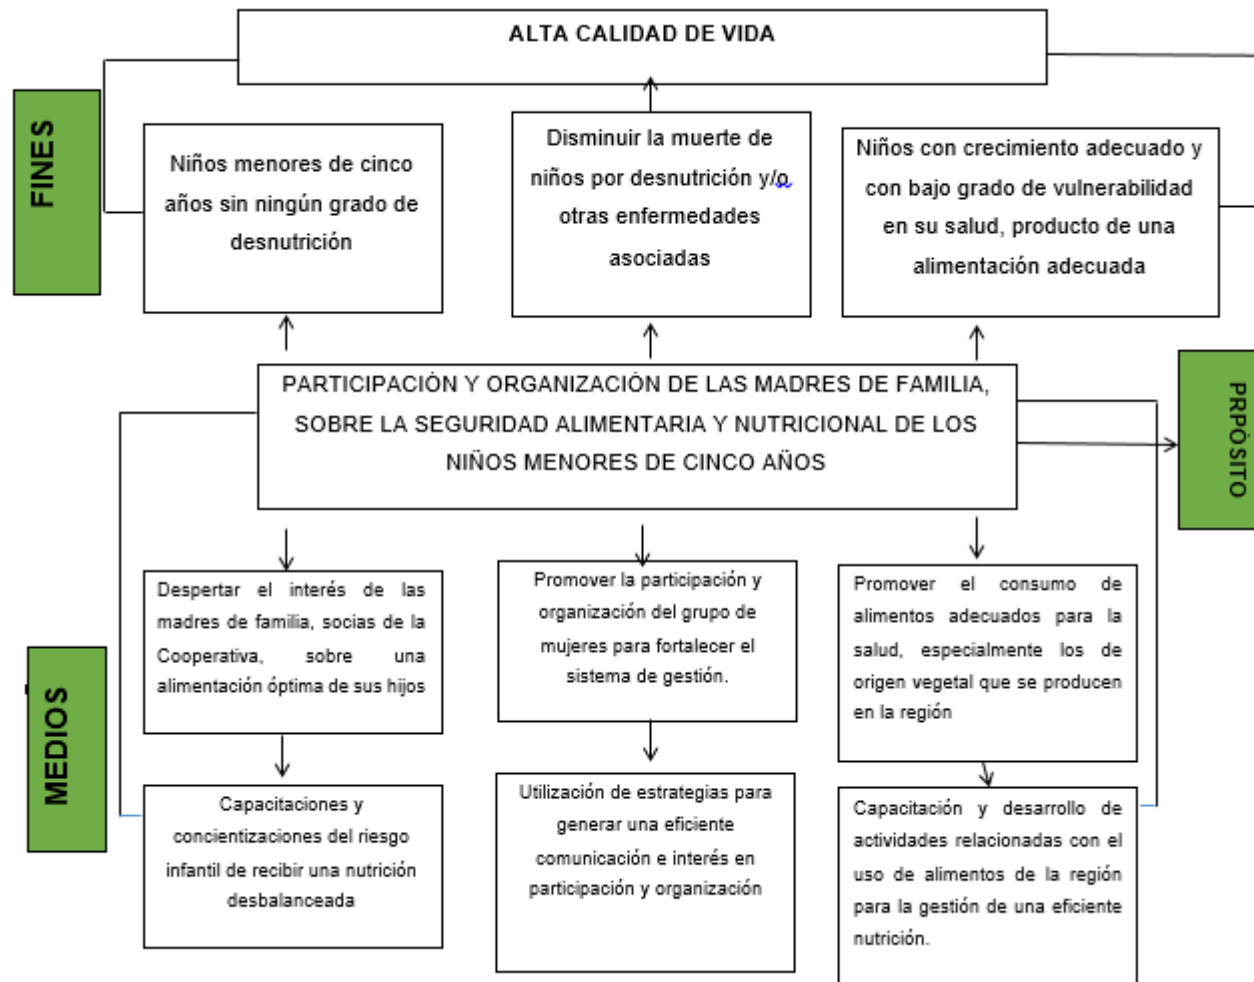 ALTA CALIDAD DE VIDA
FINES
Niños menores de cinco
años sin ningún grado de
desnutrición
Disminuir la muerte de
niños por desnutrición y/o
otras enfermedades
asociadas
Niños con crecimiento adecuado y
con bajo grado de vulnerabilidad
en su salud, producto de una
alimentación adecuada
PARTICIPACIÓN Y ORGANIZACIÓN DE LAS MADRES DE FAMILIA,
SOBRE LA SEGURIDAD ALIMENTARIA Y NUTRICIONAL DE LOS
NIÑOS MENORES DE CINCO AÑOS
PRPÓSITO
MEDIOS
Despertar el interés de las
madres de familia, socias de la
Cooperativa, sobre una
alimentación óptima de sus hijos
Promover la participación y
organización del grupo de
mujeres para fortalecer el
sistema de gestión.
Promover el consumo de
alimentos adecuados para la
salud, especialmente los de
origen vegetal que se producen
en la región
Capacitaciones y
concientizaciones del riesgo
infantil de recibir una nutrición
desbalanceada
Utilización de estrategias para
generar una eficiente
comunicación e interés en
participación y organización
Capacitación y desarrollo de
actividades relacionadas con el
uso de alimentos de la región
para la gestión de una eficiente
nutrición.